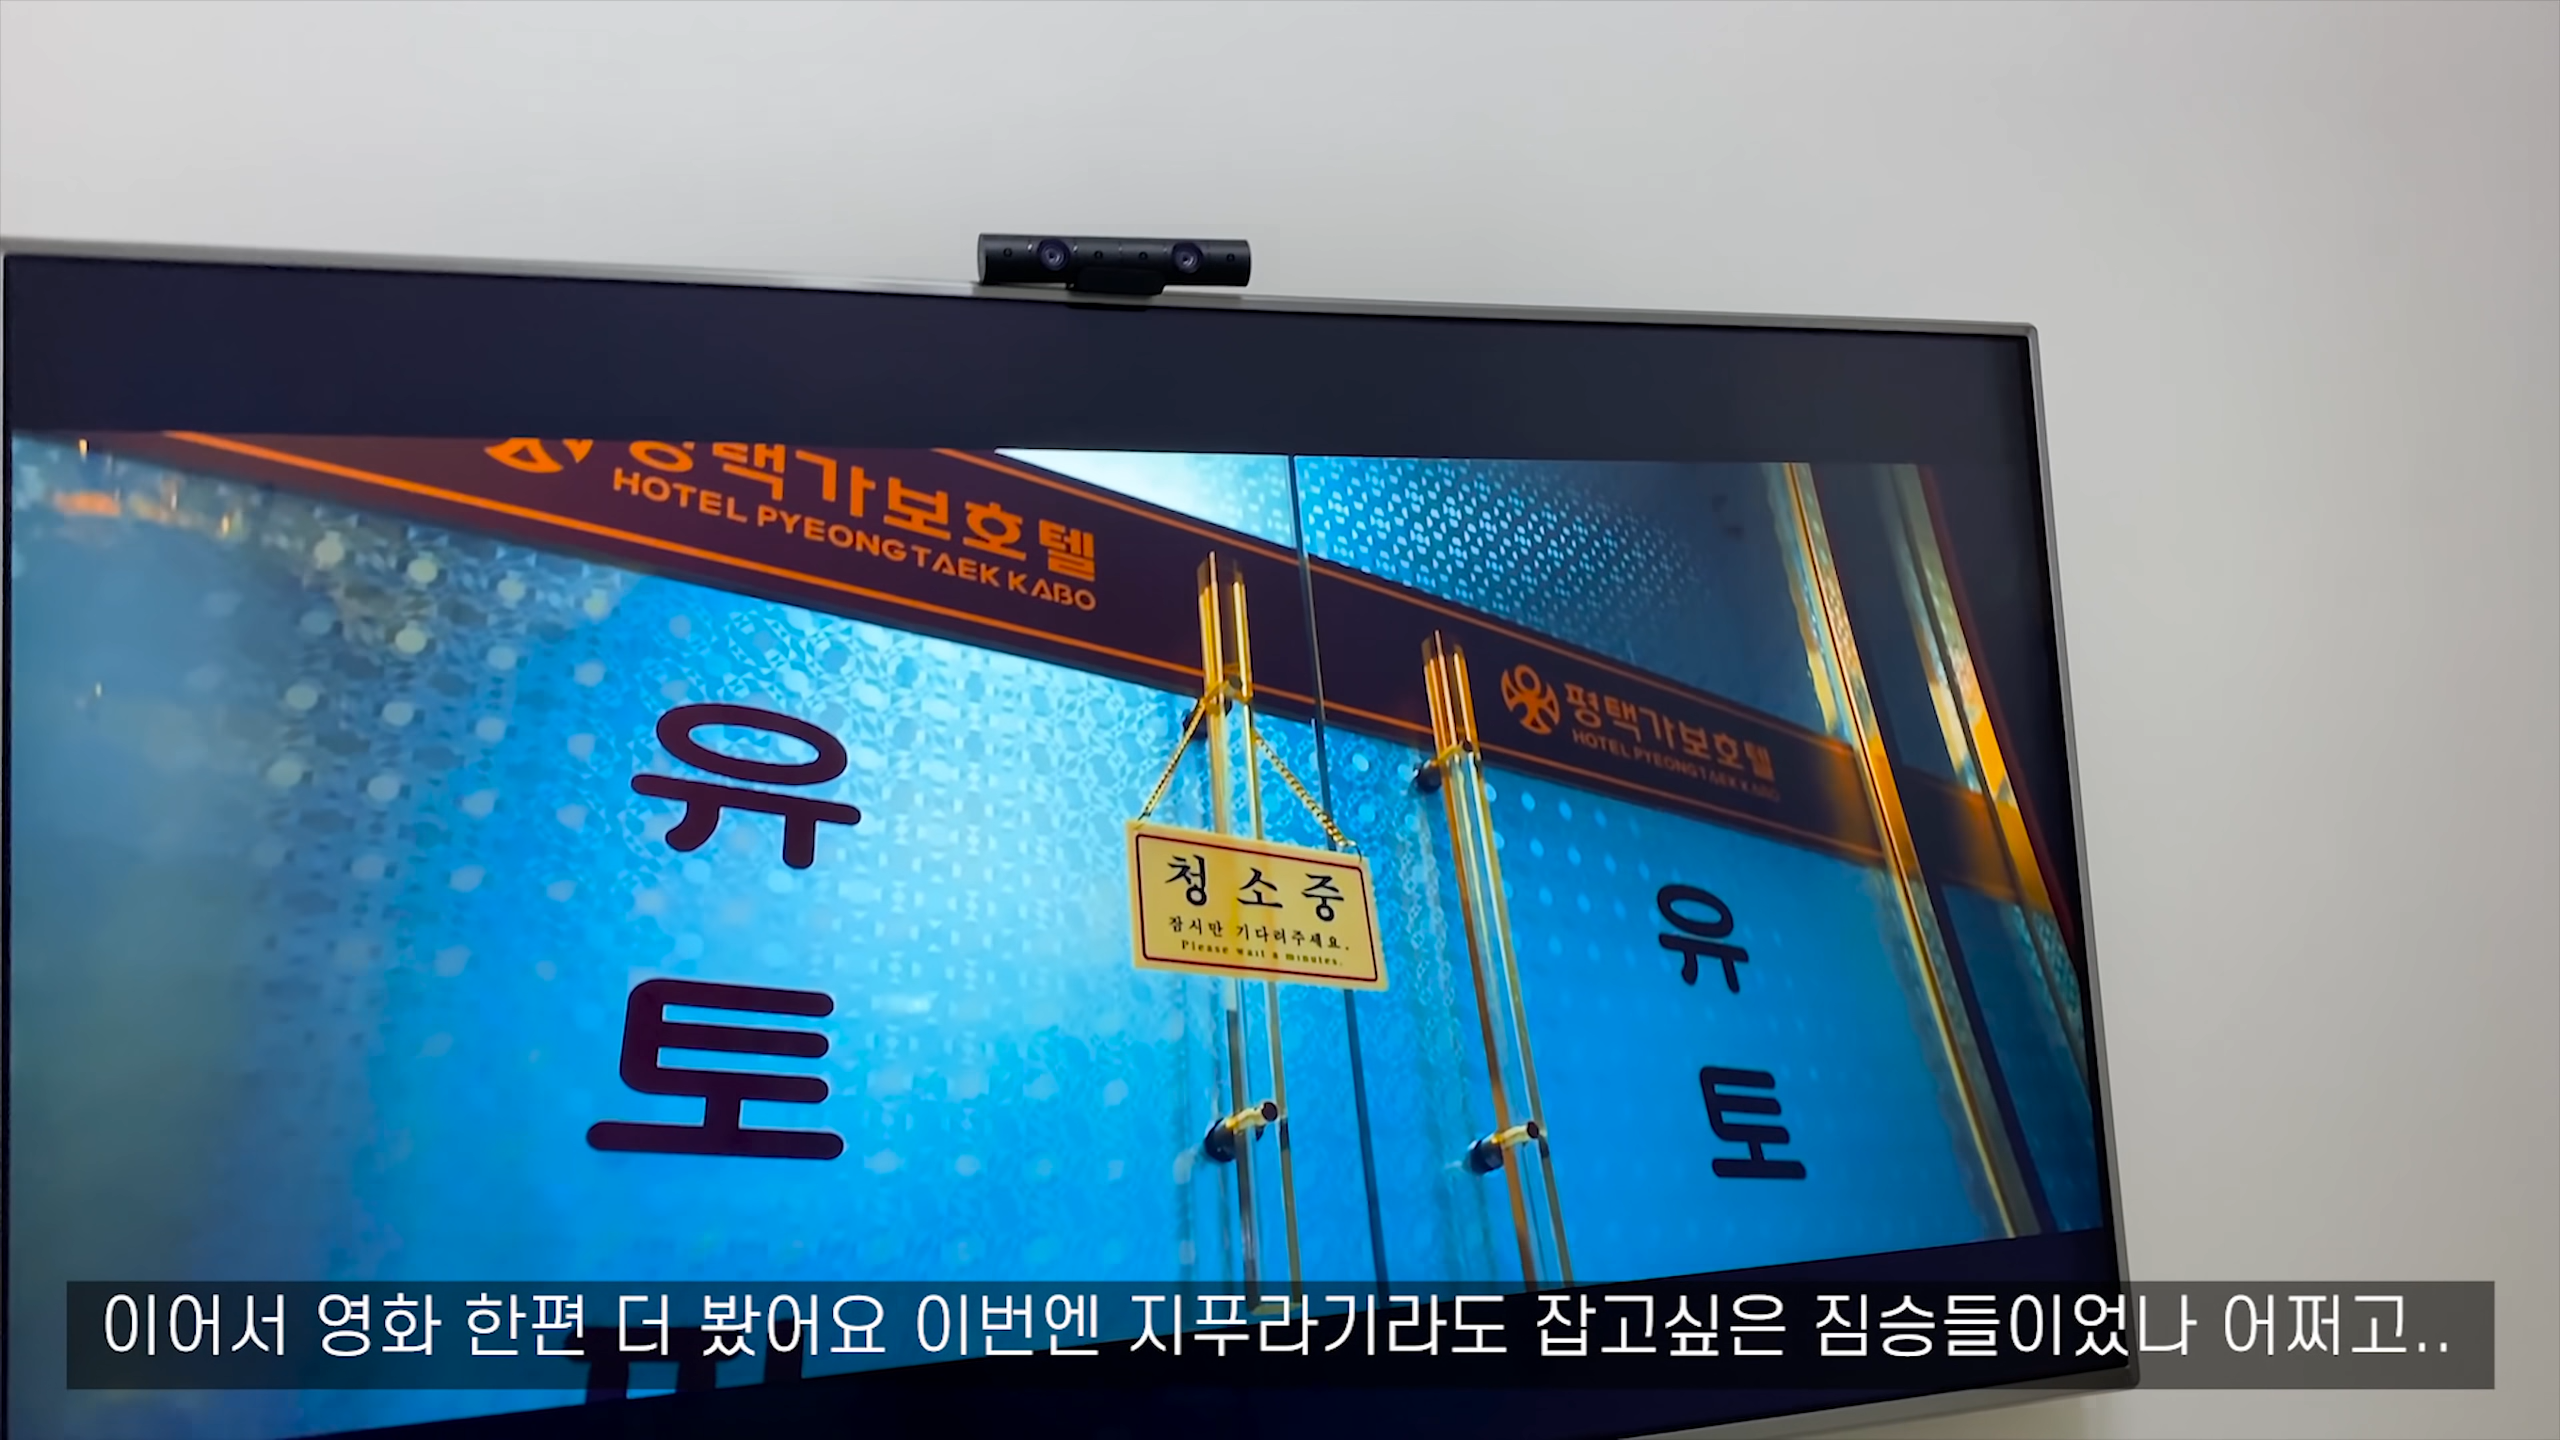 평택가보호텔
HOTEL PYEONGTAEK KABO
평택가보호텔
HOTEL PYEONGTAEK KABO
유
토
유
토
청소중
잠시만 기다려주세요.
Please wait a minutes.
이어서 영화 한편 더 봤어요 이번엔 지푸라기라도 잡고싶은 짐승들이었나 어쩌고..